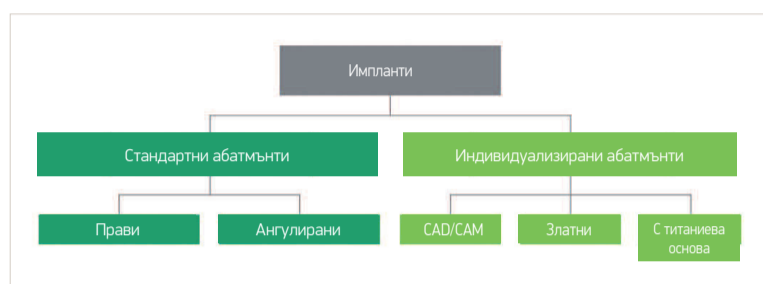 Импланти
Стандартни абатмънти
Индивидуализирани абатмънти
Прави
Ангулирани
CAD/CAM
Златни
С титаниева
основа